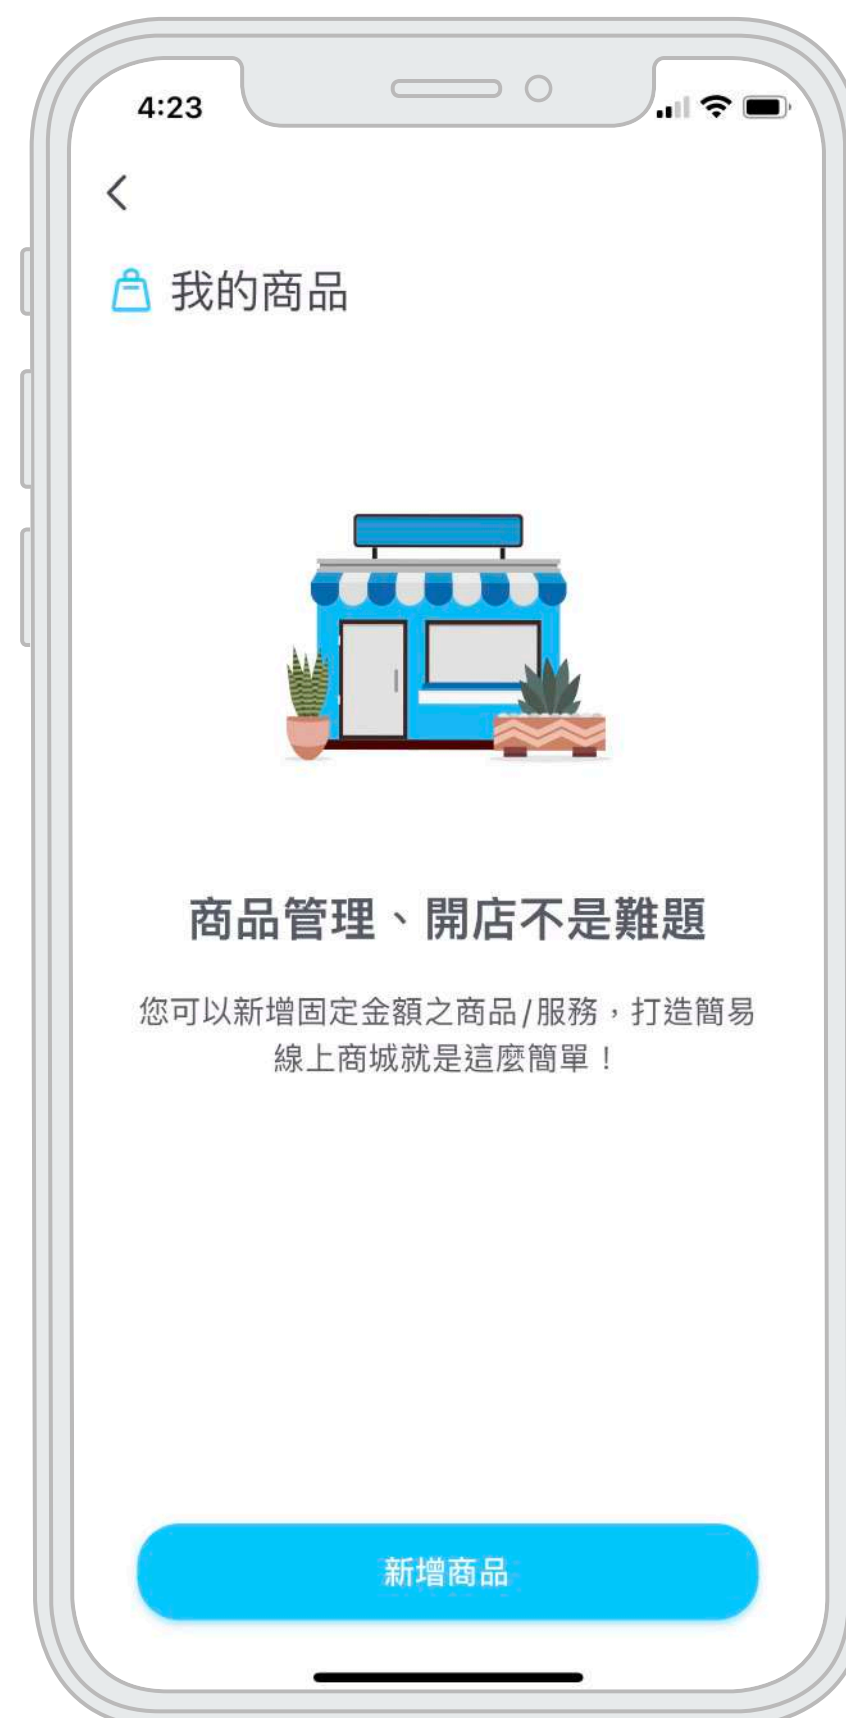 4:23
我的商品
商品管理、開店不是難題
您可以新增固定金額之商品/服務，打造簡易
線上商城就是這麼簡單！
新增商品